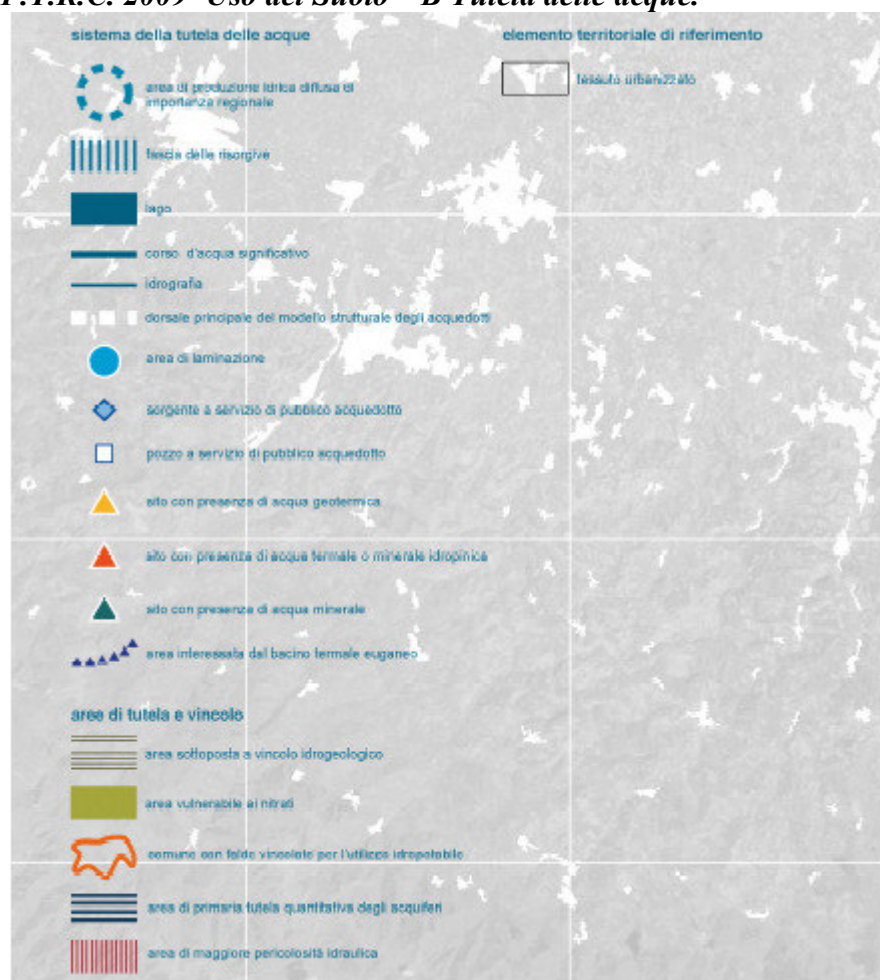 P.T.R.C. 2009 Uso del Suolo – B Tutela delle acque.
sistema della tutela delle acque
area di produzione idrica diffusa di
importanza regionale
fascia delle risorgive
lago
corso d'acqua significativo
idrografia
dorsale principale del modello strutturale degli acquedotti
area di laminazione
sorgente a servizio di pubblico acquedotto
pozzo a servizio di pubblico acquedotto
sito con presenza di acqua geotermica
sito con presenza di acqua termale o minerale idropinica
sito con presenza di acqua minerale
area interessata dal bacino termale euganeo
aree di tutela e vincolo
area sottoposta a vincolo idrogeologico
area vulnerabile ai nitrati
comune con falde vincolate per l'utilizzo idropotabile
area di primaria tutela quantitativa degli acquiferi
area di maggiore pericolosità idraulica
elemento territoriale di riferimento
tessuto urbanizzato